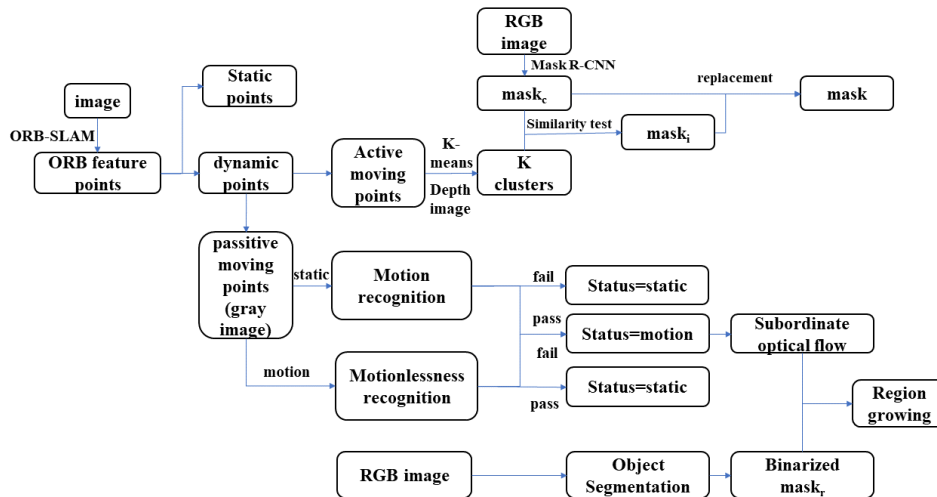 RGB
image
Mask R-CNN
Static
points
replacement
image
mask_c
mask
ORB-SLAM
Similarity test
mask_i
ORB feature
points
dynamic
points
Active
moving
points
K-
means
Depth
image
K
clusters
passitive
moving
points
(gray
image)
static
Motion
recognition
fail
Status=static
pass
Status=motion
Subordinate
optical flow
fail
motion
Motionlessness
recognition
pass
Status=static
Region
growing
RGB image
Object
Segmentation
Binarized
mask_r